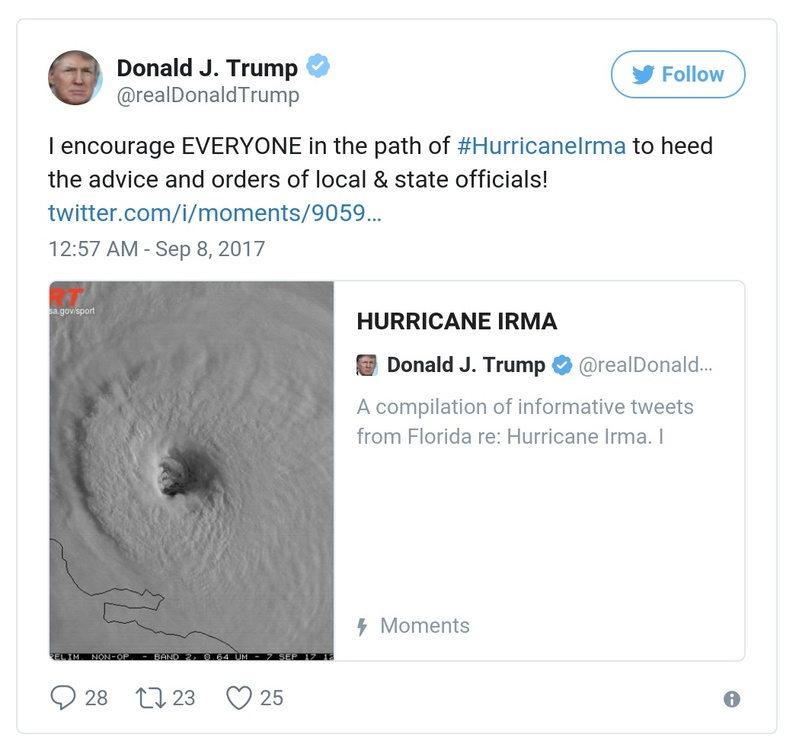 Donald J. Trump
@realDonaldTrump
Follow
I encourage EVERYONE in the path of #HurricaneIrma to heed
the advice and orders of local & state officials!
twitter.com/i/moments/9059…
12:57 AM - Sep 8, 2017
RT
sa.gov/sport
HURRICANE IRMA
Donald J. Trump @realDonald…
A compilation of informative tweets
from Florida re: Hurricane Irma. I
Moments
RELIM. NON-OP. - BAND 2, 0.64 UM - 7 SEP 17
28 23 25